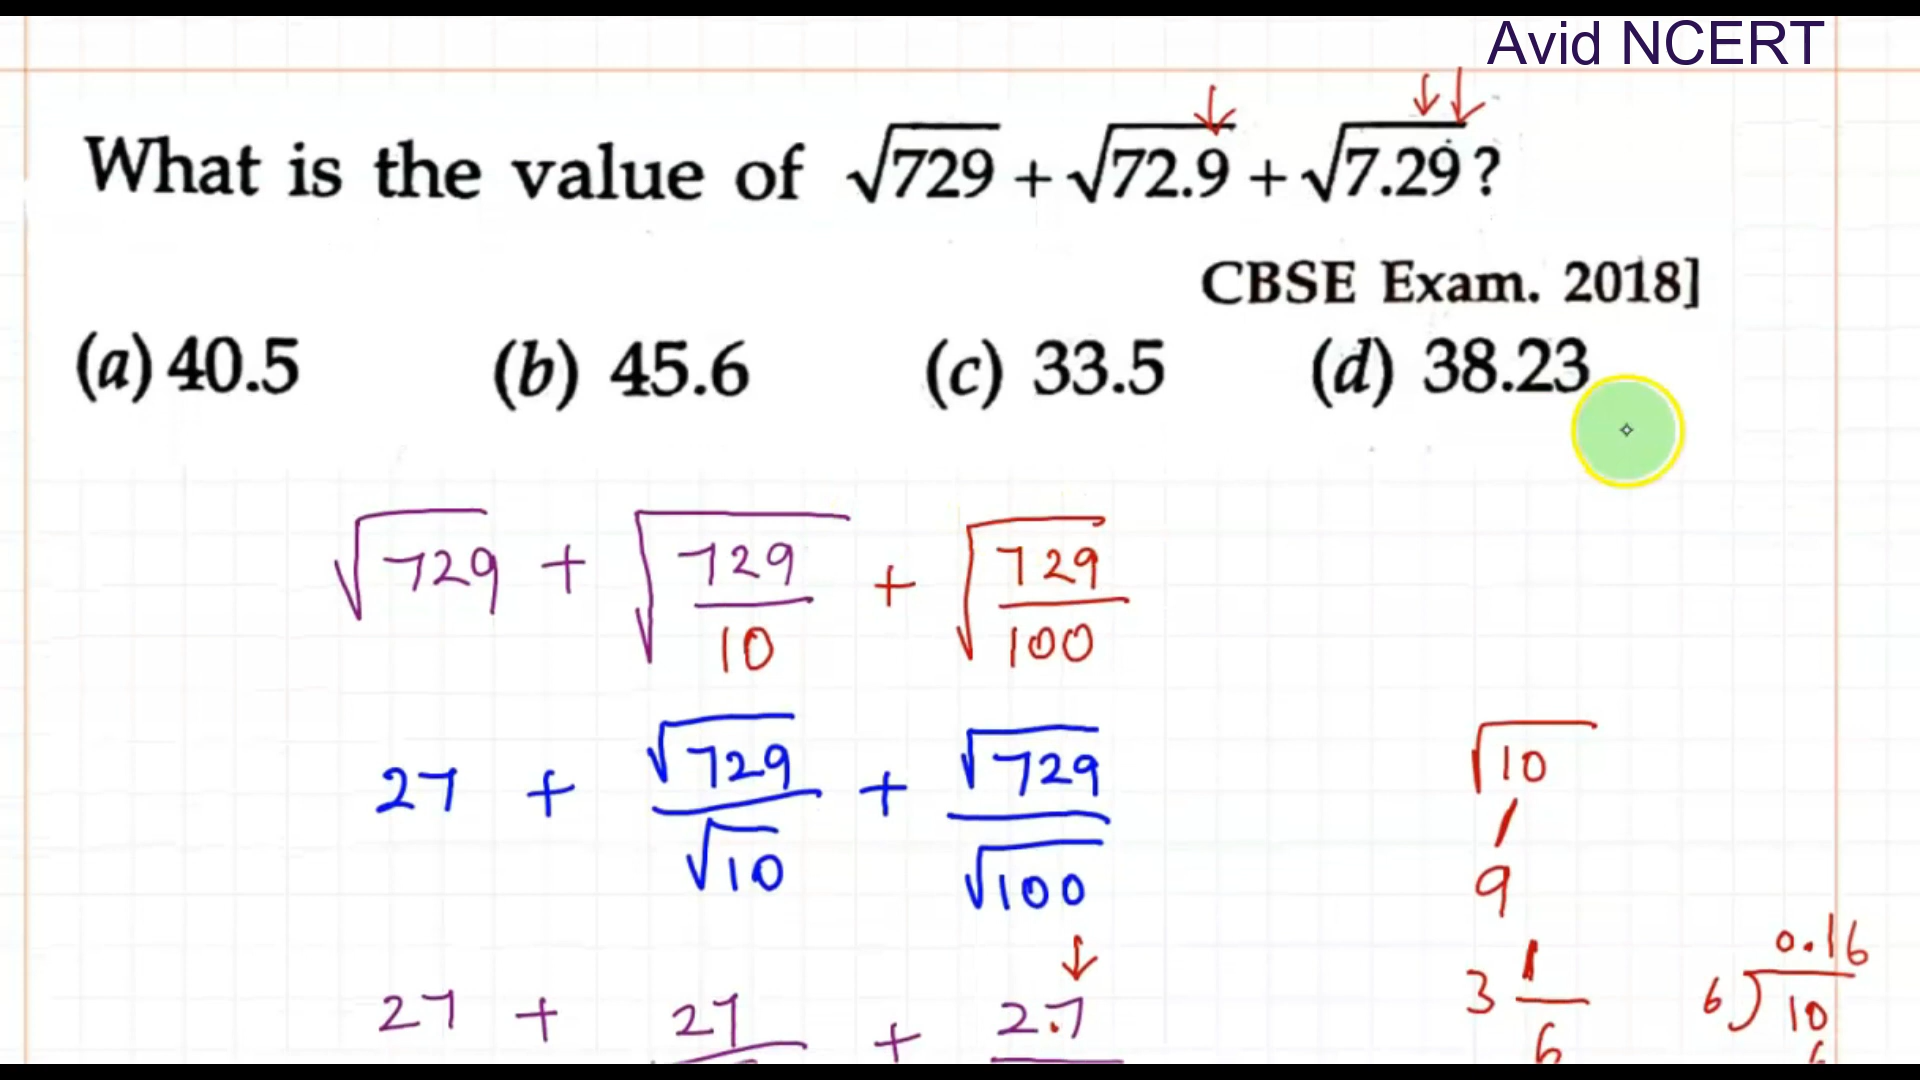 Avid NCERT
What is the value of √729 + √72.9 + √7.29 ?
CBSE Exam. 2018]
(a) 40.5 (b) 45.6 (c) 33.5 (d) 38.23
√729 + √(729/10) + √(729/100)
27 + √729/√10 + √729/√100
√10
9
3 1/6
0.16
6)10
27 + 27 + 2.7